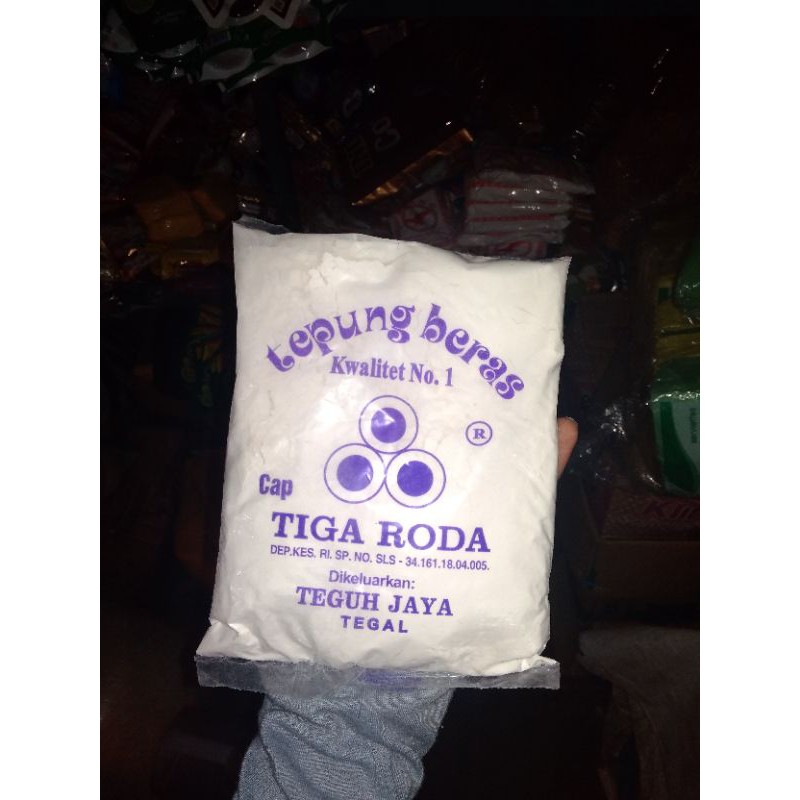 tepung beras
Kwalitet No. 1
®
Cap
TIGA RODA
DEP.KES. RI. SP. NO. SLS - 34.161.18.04.005.
Dikeluarkan:
TEGUH JAYA
TEGAL